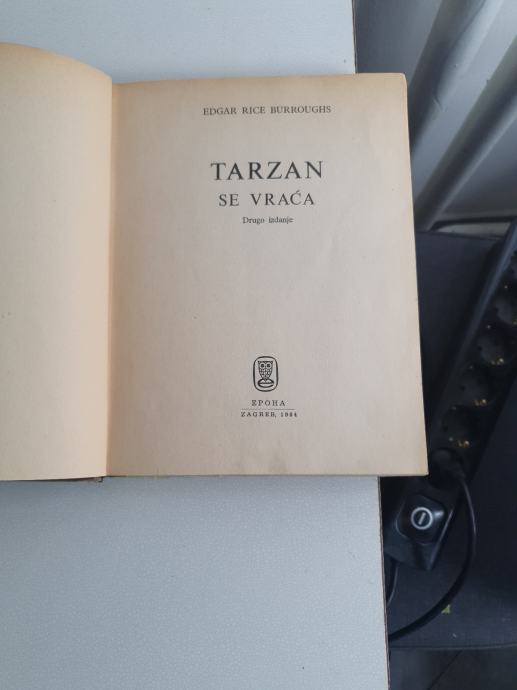 EDGAR RICE BURROUGHS
TARZAN
SE VRAĆA
Drugo izdanje
EPOHA
ZAGREB, 1964